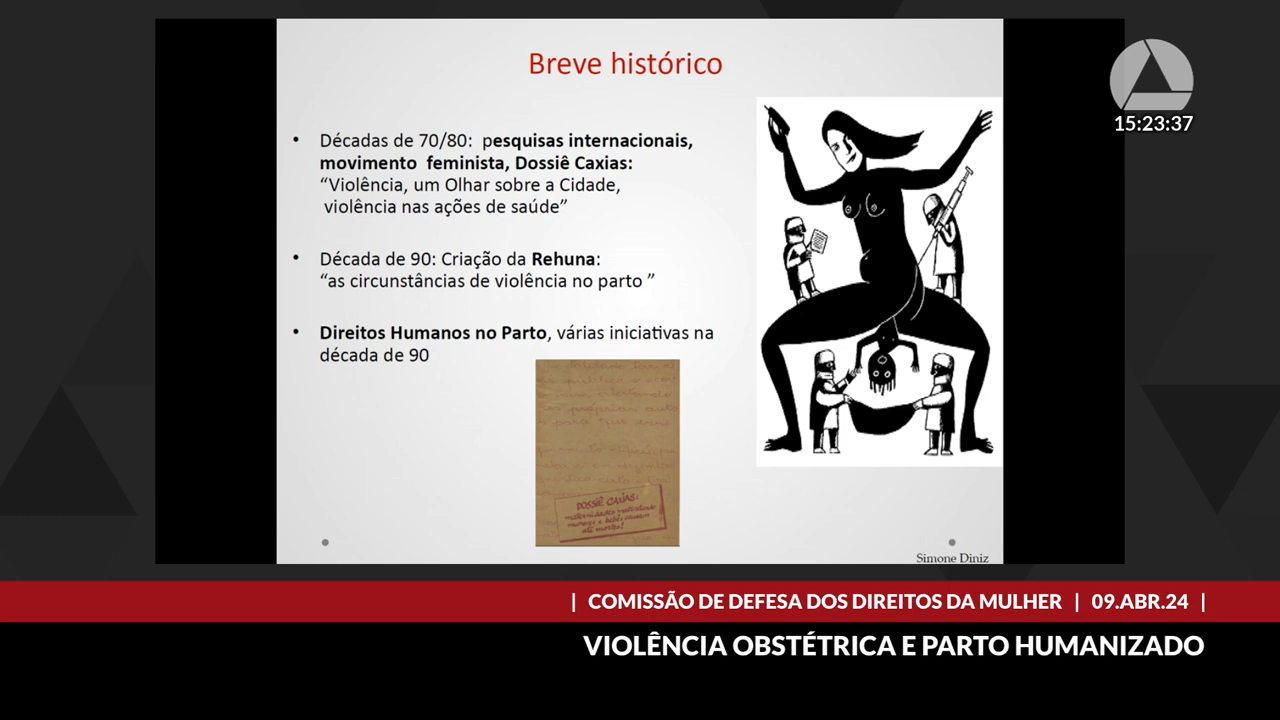 Breve histórico
15:23:37
• Décadas de 70/80: pesquisas internacionais,
movimento feminista, Dossiê Caxias:
“Violência, um Olhar sobre a Cidade,
violência nas ações de saúde”
• Década de 90: Criação da Rehuna:
“as circunstâncias de violência no parto ”
• Direitos Humanos no Parto, várias iniciativas na
década de 90
DOSSIÊ CAXIAS:
até mortes!
Simone Diniz
| COMISSÃO DE DEFESA DOS DIREITOS DA MULHER | 09.ABR.24 |
VIOLÊNCIA OBSTÉTRICA E PARTO HUMANIZADO